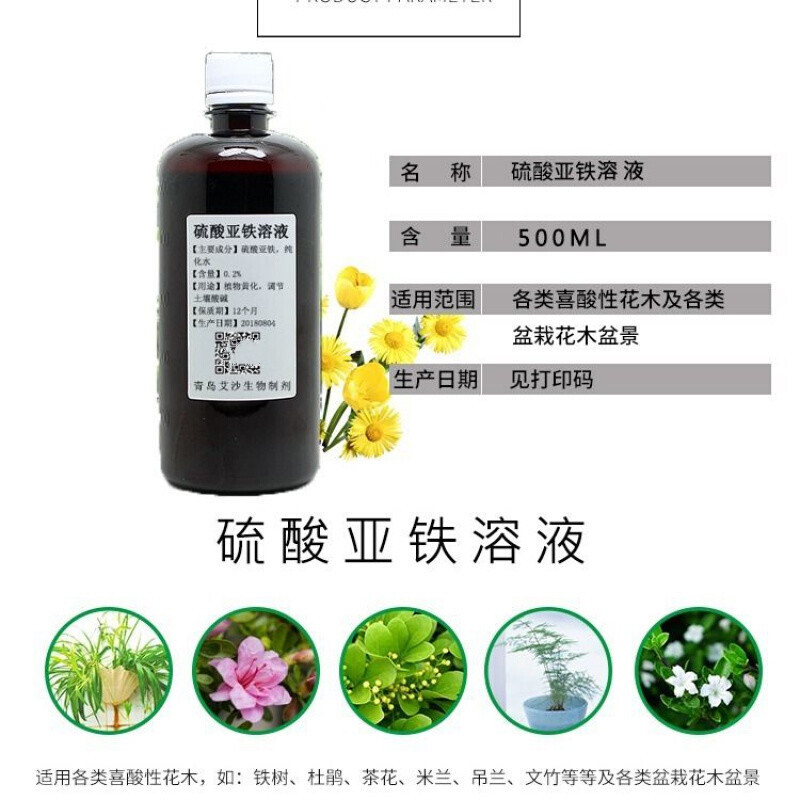 PRODUCT PARAMETER
硫酸亚铁溶液
【主要成分】硫酸亚铁，纯
化水
【含量】0.2%
【用途】植物黄化，调节
土壤酸碱
【保质期】12个月
【生产日期】20180804
青岛艾沙生物制剂
名 称 硫酸亚铁溶 液
含 量 500ML
适用范围 各类喜酸性花木及各类
盆栽花木盆景
生产日期 见打印码
硫酸亚铁溶液
适用各类喜酸性花木，如：铁树、杜鹃、茶花、米兰、吊兰、文竹等等及各类盆栽花木盆景